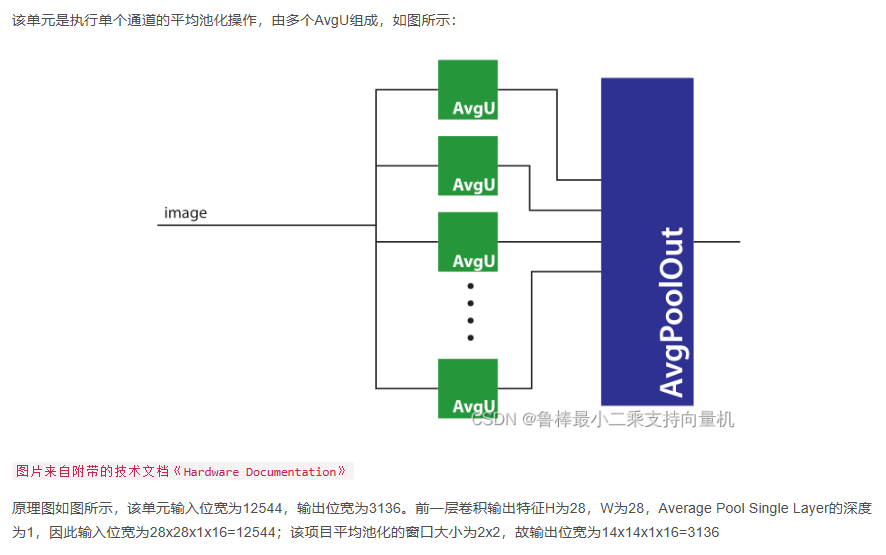 该单元是执行单个通道的平均池化操作，由多个AvgU组成，如图所示：
AvgU
AvgU
image
AvgU
AvgPoolOut
AvgU
CSDN @鲁棒最小二乘支持向量机
图片来自附带的技术文档《Hardware Documentation》
原理图如图所示，该单元输入位宽为12544，输出位宽为3136。前一层卷积输出特征H为28，W为28，Average Pool Single Layer的深度
为1，因此输入位宽为28x28x1x16=12544；该项目平均池化的窗口大小为2x2，故输出位宽为14x14x1x16=3136